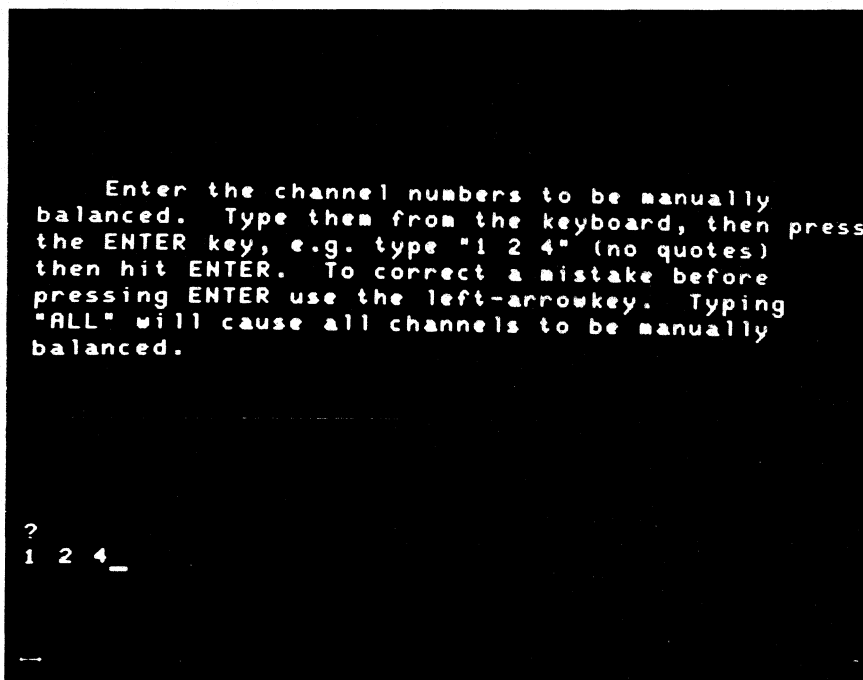 Enter the channel numbers to be manually
balanced.  Type them from the keyboard, then press
the ENTER key, e.g. type "1 2 4" (no quotes)
then hit ENTER.  To correct a mistake before
pressing ENTER use the left-arrowkey.  Typing
"ALL" will cause all channels to be manually
balanced.
?
1 2 4_